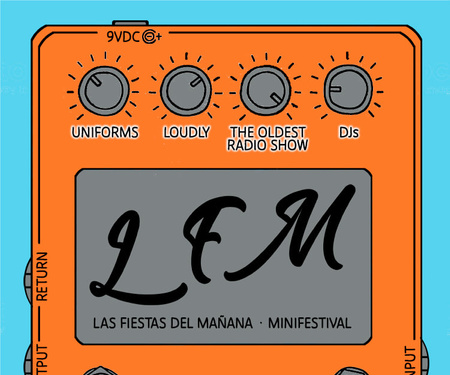 9VDC
UNIFORMS
LOUDLY
THE OLDEST
RADIO SHOW
DJs
LFM
LAS FIESTAS DEL MAÑANA · MINIFESTIVAL
RETURN